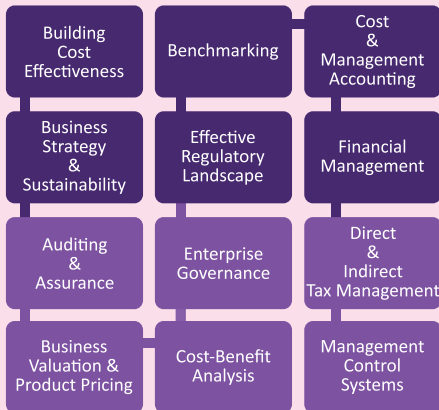 Building
Cost
Effectiveness
Business
Strategy
&
Sustainability
Auditing
&
Assurance
Business
Valuation &
Product Pricing
Cost-Benefit
Analysis
Enterprise
Governance
Effective
Regulatory
Landscape
Benchmarking
Cost
&
Management
Accounting
Financial
Management
Direct
&
Indirect
Tax Management
Management
Control
Systems